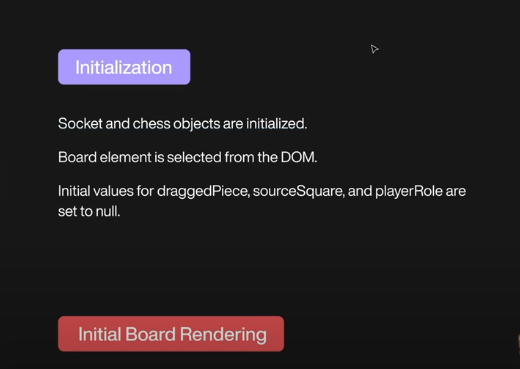 Initialization
Socket and chess objects are initialized.
Board element is selected from the DOM.
Initial values for draggedPiece, sourceSquare, and playerRole are
set to null.
Initial Board Rendering